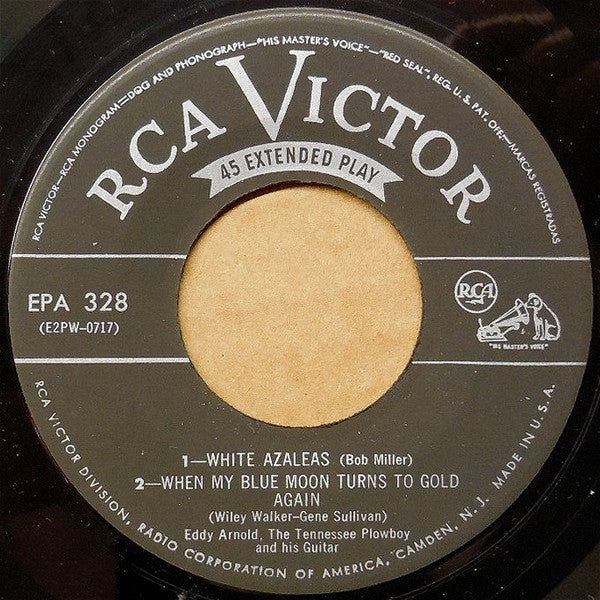 RCA VICTOR—RCA MONOGRAM—DOG AND PHONOGRAPH—"HIS MASTER'S VOICE"—"RED SEAL", REG. U. S. PAT. OFF.—MARCAS REGISTRADAS
RCA VICTOR
45 EXTENDED PLAY
EPA 328
(E2PW-0717)
RCA
"HIS MASTER'S VOICE"
1—WHITE AZALEAS (Bob Miller)
2—WHEN MY BLUE MOON TURNS TO GOLD
AGAIN
(Wiley Walker-Gene Sullivan)
Eddy Arnold, The Tennessee Plowboy
and his Guitar
RCA VICTOR DIVISION, RADIO CORPORATION OF AMERICA, CAMDEN, N. J. MADE IN U.S.A.